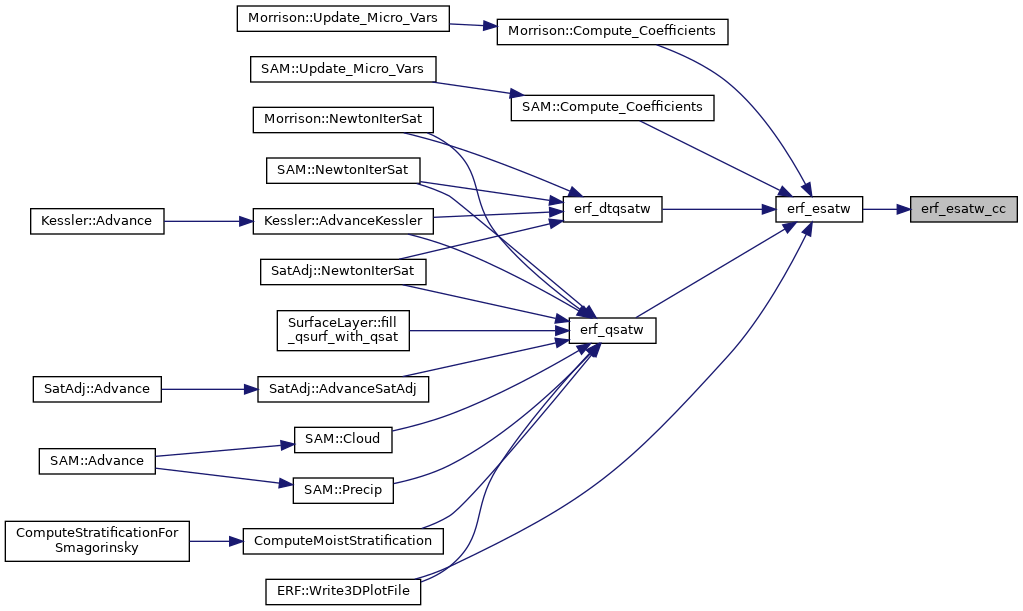 Morrison::Update_Micro_Vars
Morrison::Compute_Coefficients
SAM::Update_Micro_Vars
SAM::Compute_Coefficients
Morrison::NewtonIterSat
SAM::NewtonIterSat
Kessler::Advance
Kessler::AdvanceKessler
erf_dtqsatw
erf_esatw
erf_esatw_cc
SatAdj::NewtonIterSat
SurfaceLayer::fill
_qsurf_with_qsat
erf_qsatw
SatAdj::Advance
SatAdj::AdvanceSatAdj
SAM::Cloud
SAM::Advance
SAM::Precip
ComputeStratificationFor
Smagorinsky
ComputeMoistStratification
ERF::Write3DPlotFile